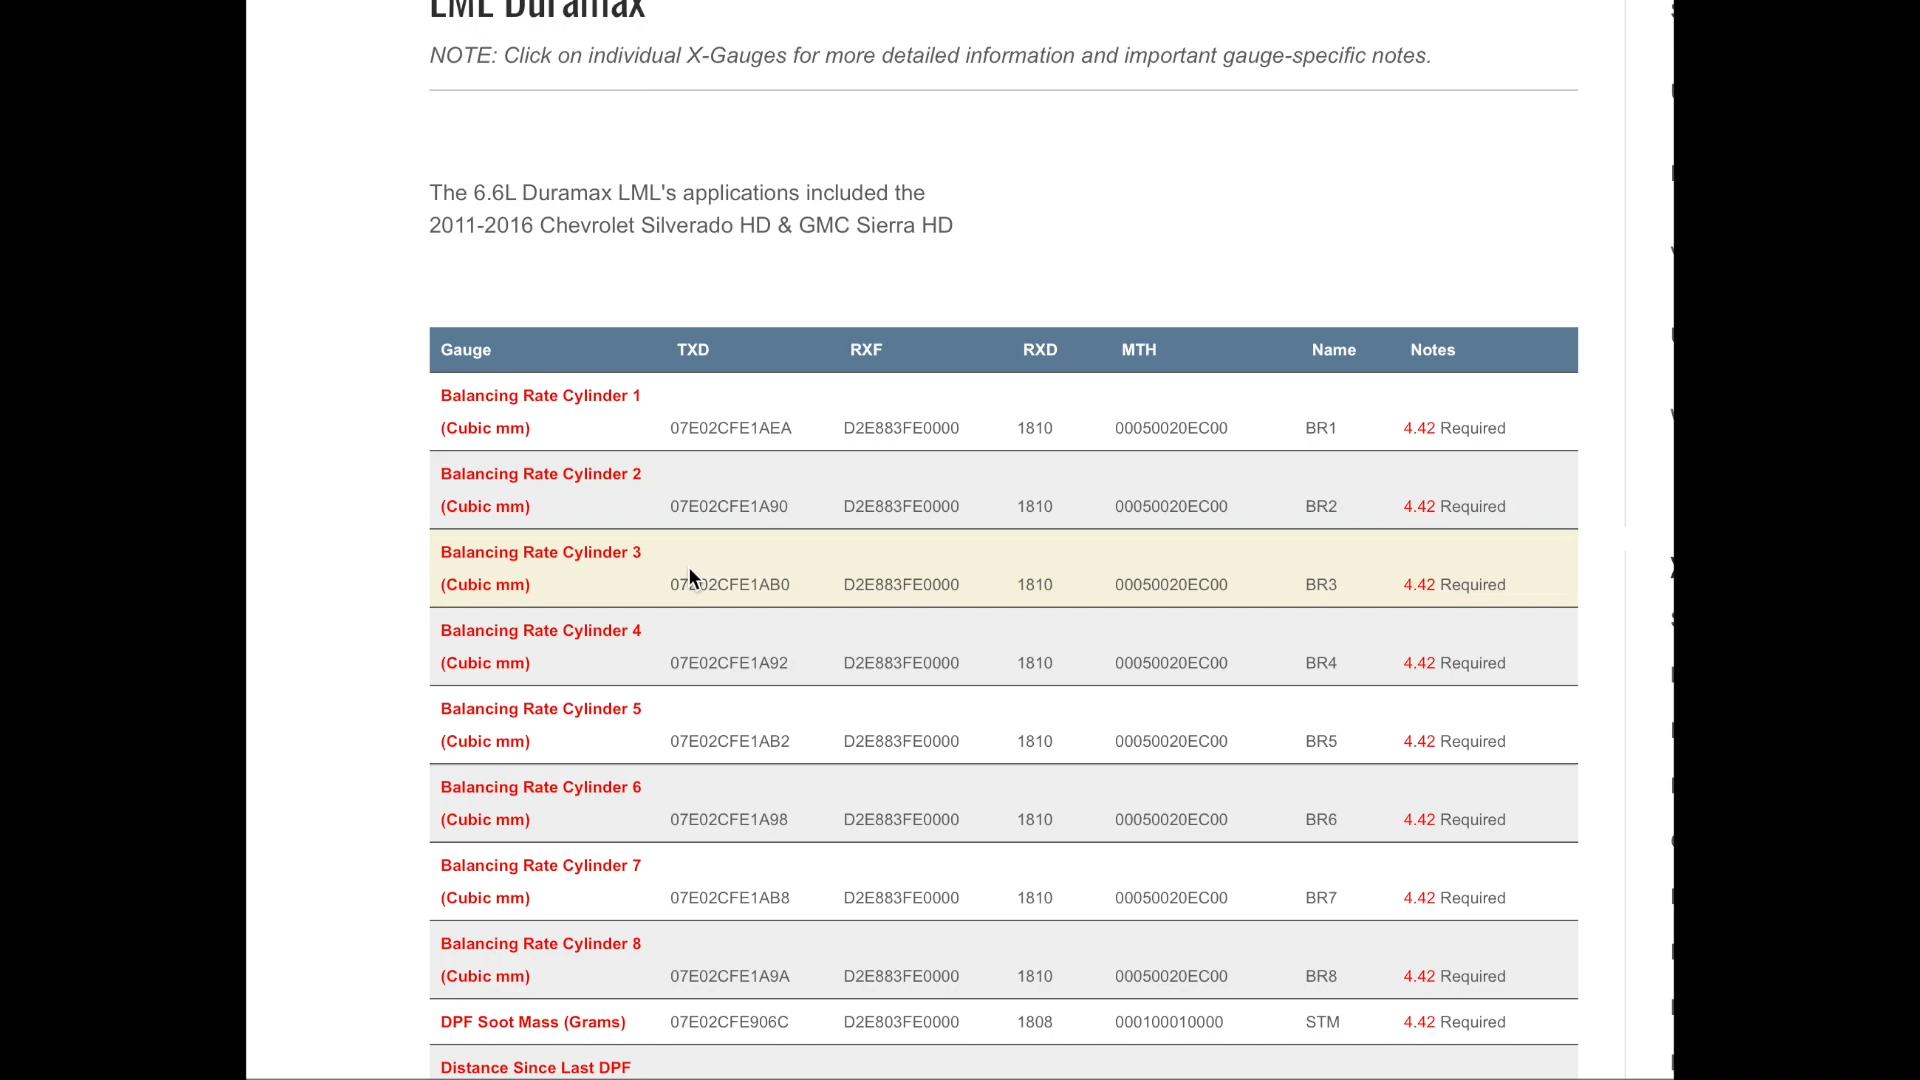 LML Duramax
NOTE: Click on individual X-Gauges for more detailed information and important gauge-specific notes.
The 6.6L Duramax LML's applications included the
2011-2016 Chevrolet Silverado HD & GMC Sierra HD
Gauge TXD RXF RXD MTH Name Notes
Balancing Rate Cylinder 1
(Cubic mm) 07E02CFE1AEA D2E883FE0000 1810 00050020EC00 BR1 4.42 Required
Balancing Rate Cylinder 2
(Cubic mm) 07E02CFE1A90 D2E883FE0000 1810 00050020EC00 BR2 4.42 Required
Balancing Rate Cylinder 3
(Cubic mm) 07E02CFE1AB0 D2E883FE0000 1810 00050020EC00 BR3 4.42 Required
Balancing Rate Cylinder 4
(Cubic mm) 07E02CFE1A92 D2E883FE0000 1810 00050020EC00 BR4 4.42 Required
Balancing Rate Cylinder 5
(Cubic mm) 07E02CFE1AB2 D2E883FE0000 1810 00050020EC00 BR5 4.42 Required
Balancing Rate Cylinder 6
(Cubic mm) 07E02CFE1A98 D2E883FE0000 1810 00050020EC00 BR6 4.42 Required
Balancing Rate Cylinder 7
(Cubic mm) 07E02CFE1AB8 D2E883FE0000 1810 00050020EC00 BR7 4.42 Required
Balancing Rate Cylinder 8
(Cubic mm) 07E02CFE1A9A D2E883FE0000 1810 00050020EC00 BR8 4.42 Required
DPF Soot Mass (Grams) 07E02CFE906C D2E803FE0000 1808 000100010000 STM 4.42 Required
Distance Since Last DPF